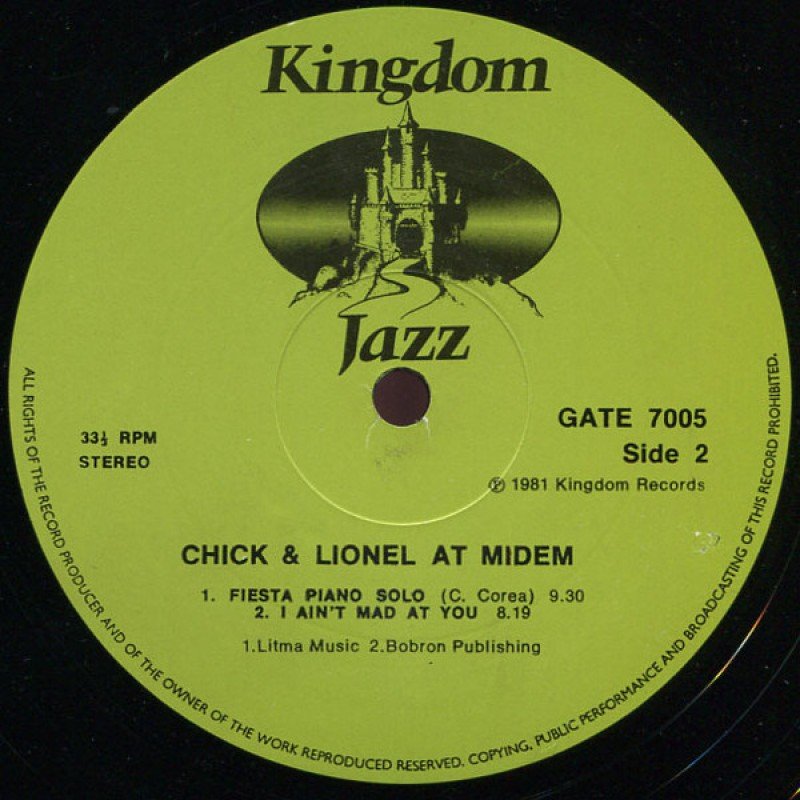 Kingdom
Jazz
33⅓ RPM
STEREO
GATE 7005
Side 2
℗ 1981 Kingdom Records
CHICK & LIONEL AT MIDEM
1. FIESTA PIANO SOLO (C. Corea) 9.30
2. I AIN'T MAD AT YOU 8.19
1.Litma Music 2.Bobron Publishing
ALL RIGHTS OF THE RECORD PRODUCER AND OF THE OWNER OF THE WORK REPRODUCED RESERVED. COPYING, PUBLIC PERFORMANCE AND BROADCASTING OF THIS RECORD PROHIBITED.